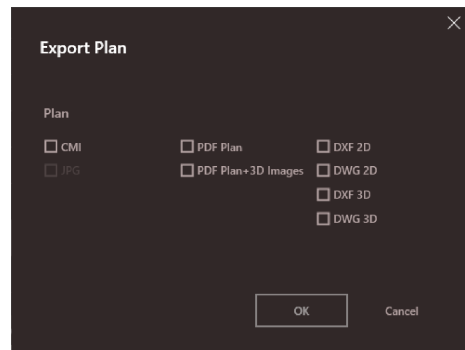 Export Plan
Plan
CMI
PDF Plan
DXF 2D
JPG
PDF Plan+3D Images
DWG 2D
DXF 3D
DWG 3D
OK
Cancel